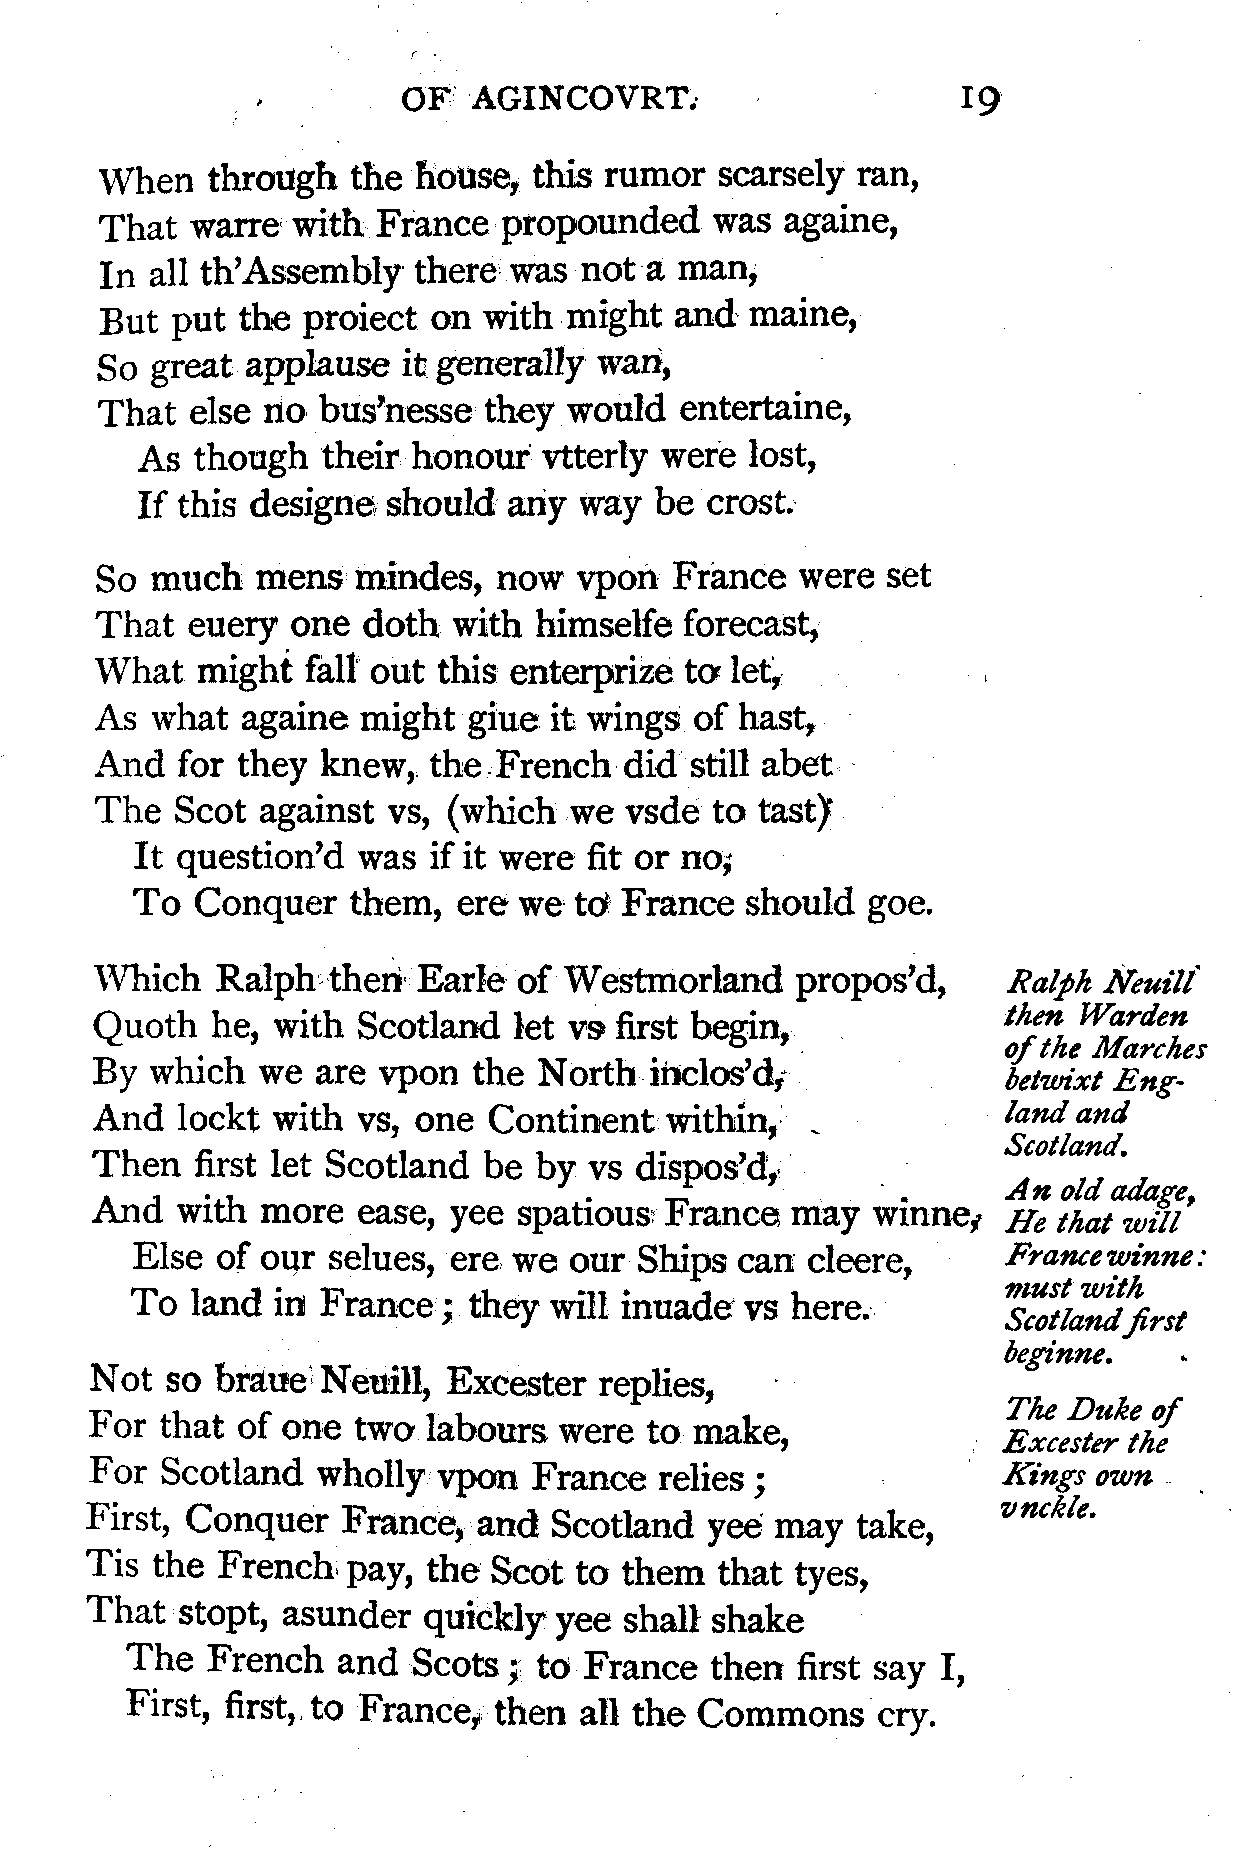 OF AGINCOVRT. 19
When through the house, this rumor scarsely ran,
That warre with France propounded was againe,
In all th'Assembly there was not a man,
But put the proiect on with might and maine,
So great applause it generally wan,
That else no bus'nesse they would entertaine,
As though their honour vtterly were lost,
If this designe should any way be crost.
So much mens mindes, now vpon France were set
That euery one doth with himselfe forecast,
What might fall out this enterprize to let,
As what againe might giue it wings of hast,
And for they knew, the French did still abet
The Scot against vs, (which we vsde to tast)
It question'd was if it were fit or no,
To Conquer them, ere we to France should goe.
Which Ralph then Earle of Westmorland propos'd,
Quoth he, with Scotland let vs first begin,
By which we are vpon the North inclos'd,
And lockt with vs, one Continent within,
Then first let Scotland be by vs dispos'd,
And with more ease, yee spatious France may winne,
Else of our selues, ere we our Ships can cleere,
To land in France ; they will inuade vs here.
Ralph Neuill
then Warden
of the Marches
betwixt Eng-
land and
Scotland.
An old adage,
He that will
France winne :
must with
Scotland first
beginne.
Not so braue Neuill, Excester replies,
For that of one two labours were to make,
For Scotland wholly vpon France relies ;
First, Conquer France, and Scotland yee may take,
Tis the French pay, the Scot to them that tyes,
That stopt, asunder quickly yee shall shake
The French and Scots ; to France then first say I,
First, first, to France, then all the Commons cry.
The Duke of
Excester the
Kings own
vnckle.